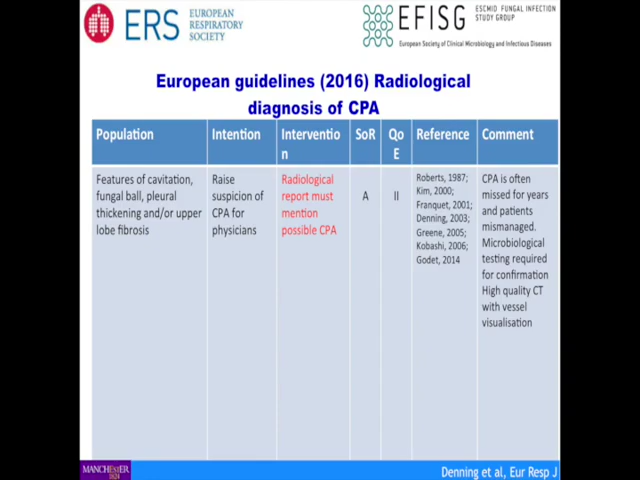 ERS
EUROPEAN
RESPIRATORY
SOCIETY
EFISG
ESCMID FUNGAL INFECTION
STUDY GROUP
European Society of Clinical Microbiology and Infectious Diseases
European guidelines (2016) Radiological
diagnosis of CPA
Population
Intention
Interventio
n
SoR
Qo
E
Reference
Comment
Features of cavitation,
fungal ball, pleural
thickening and/or upper
lobe fibrosis
Raise
suspicion of
CPA for
physicians
Radiological
report must
mention
possible CPA
A
II
Roberts, 1987;
Kim, 2000;
Franquet, 2001;
Denning, 2003;
Greene, 2005;
Kobashi, 2006;
Godet, 2014
CPA is often
missed for years
and patients
mismanaged.
Microbiological
testing required
for confirmation
High quality CT
with vessel
visualisation
MANCHESTER
1824
Denning et al, Eur Resp J